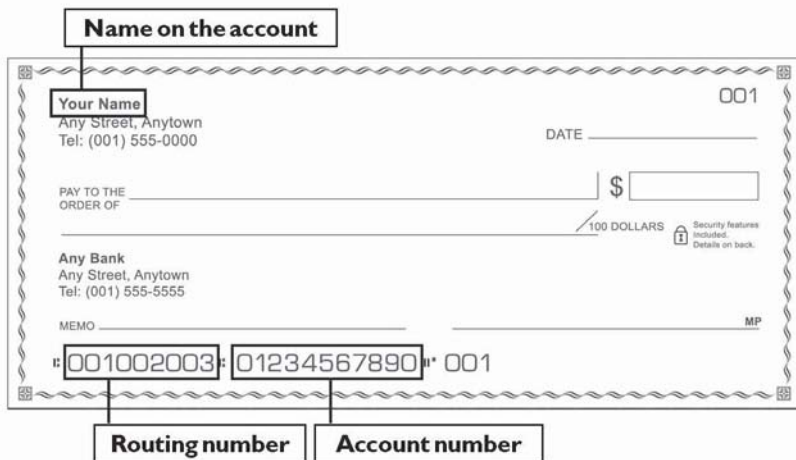 Name on the account
001
Your Name
Any Street, Anytown
Tel: (001) 555-0000
DATE
PAY TO THE
ORDER OF
$
/100 DOLLARS
Security features
included.
Details on back.
Any Bank
Any Street, Anytown
Tel: (001) 555-5555
MEMO
MP
⑆001002003⑆ 01234567890⑈ 001
Routing number
Account number